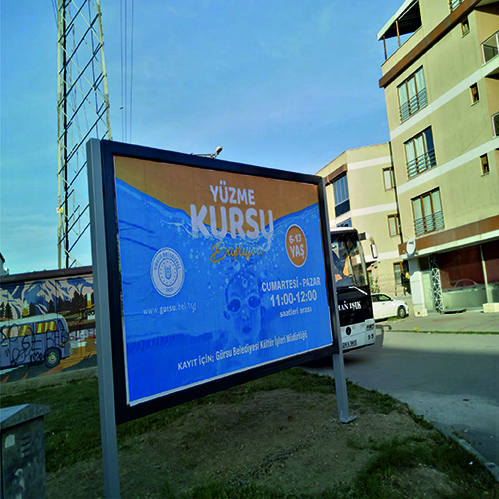 YÜZME
KURSU
Başlıyor
6-13
YAŞ
CUMARTESİ - PAZAR
11:00-12:00
saatleri arası
www.gursu.bel.tr
KAYIT İÇİN; Gürsu Belediyesi Kültür İşleri Müdürlüğü